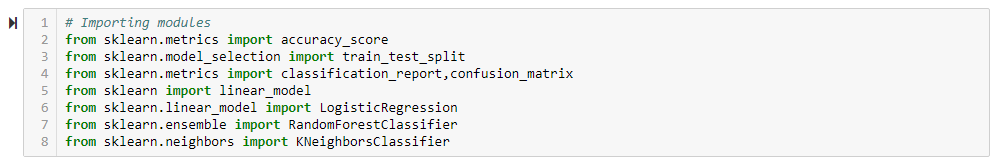 1 # Importing modules
2 from sklearn.metrics import accuracy_score
3 from sklearn.model_selection import train_test_split
4 from sklearn.metrics import classification_report,confusion_matrix
5 from sklearn import linear_model
6 from sklearn.linear_model import LogisticRegression
7 from sklearn.ensemble import RandomForestClassifier
8 from sklearn.neighbors import KNeighborsClassifier